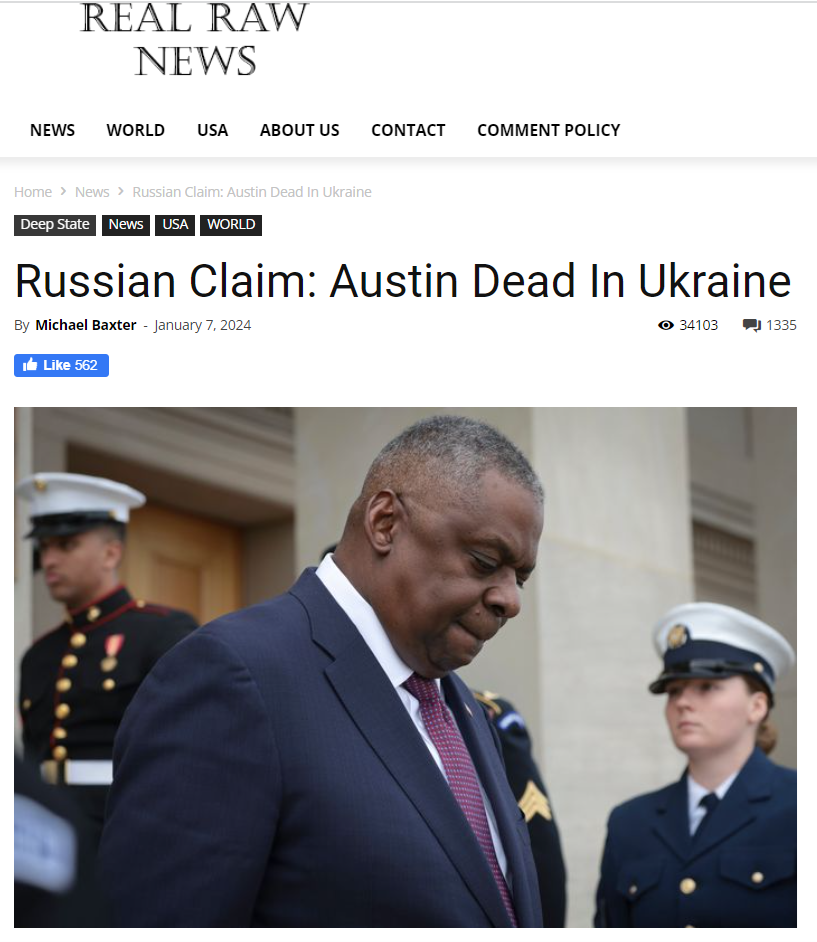 REAL RAW
NEWS
NEWS WORLD USA ABOUT US CONTACT COMMENT POLICY
Home > News > Russian Claim: Austin Dead In Ukraine
Deep State News USA WORLD
Russian Claim: Austin Dead In Ukraine
By Michael Baxter - January 7, 2024 34103 1335
Like 562